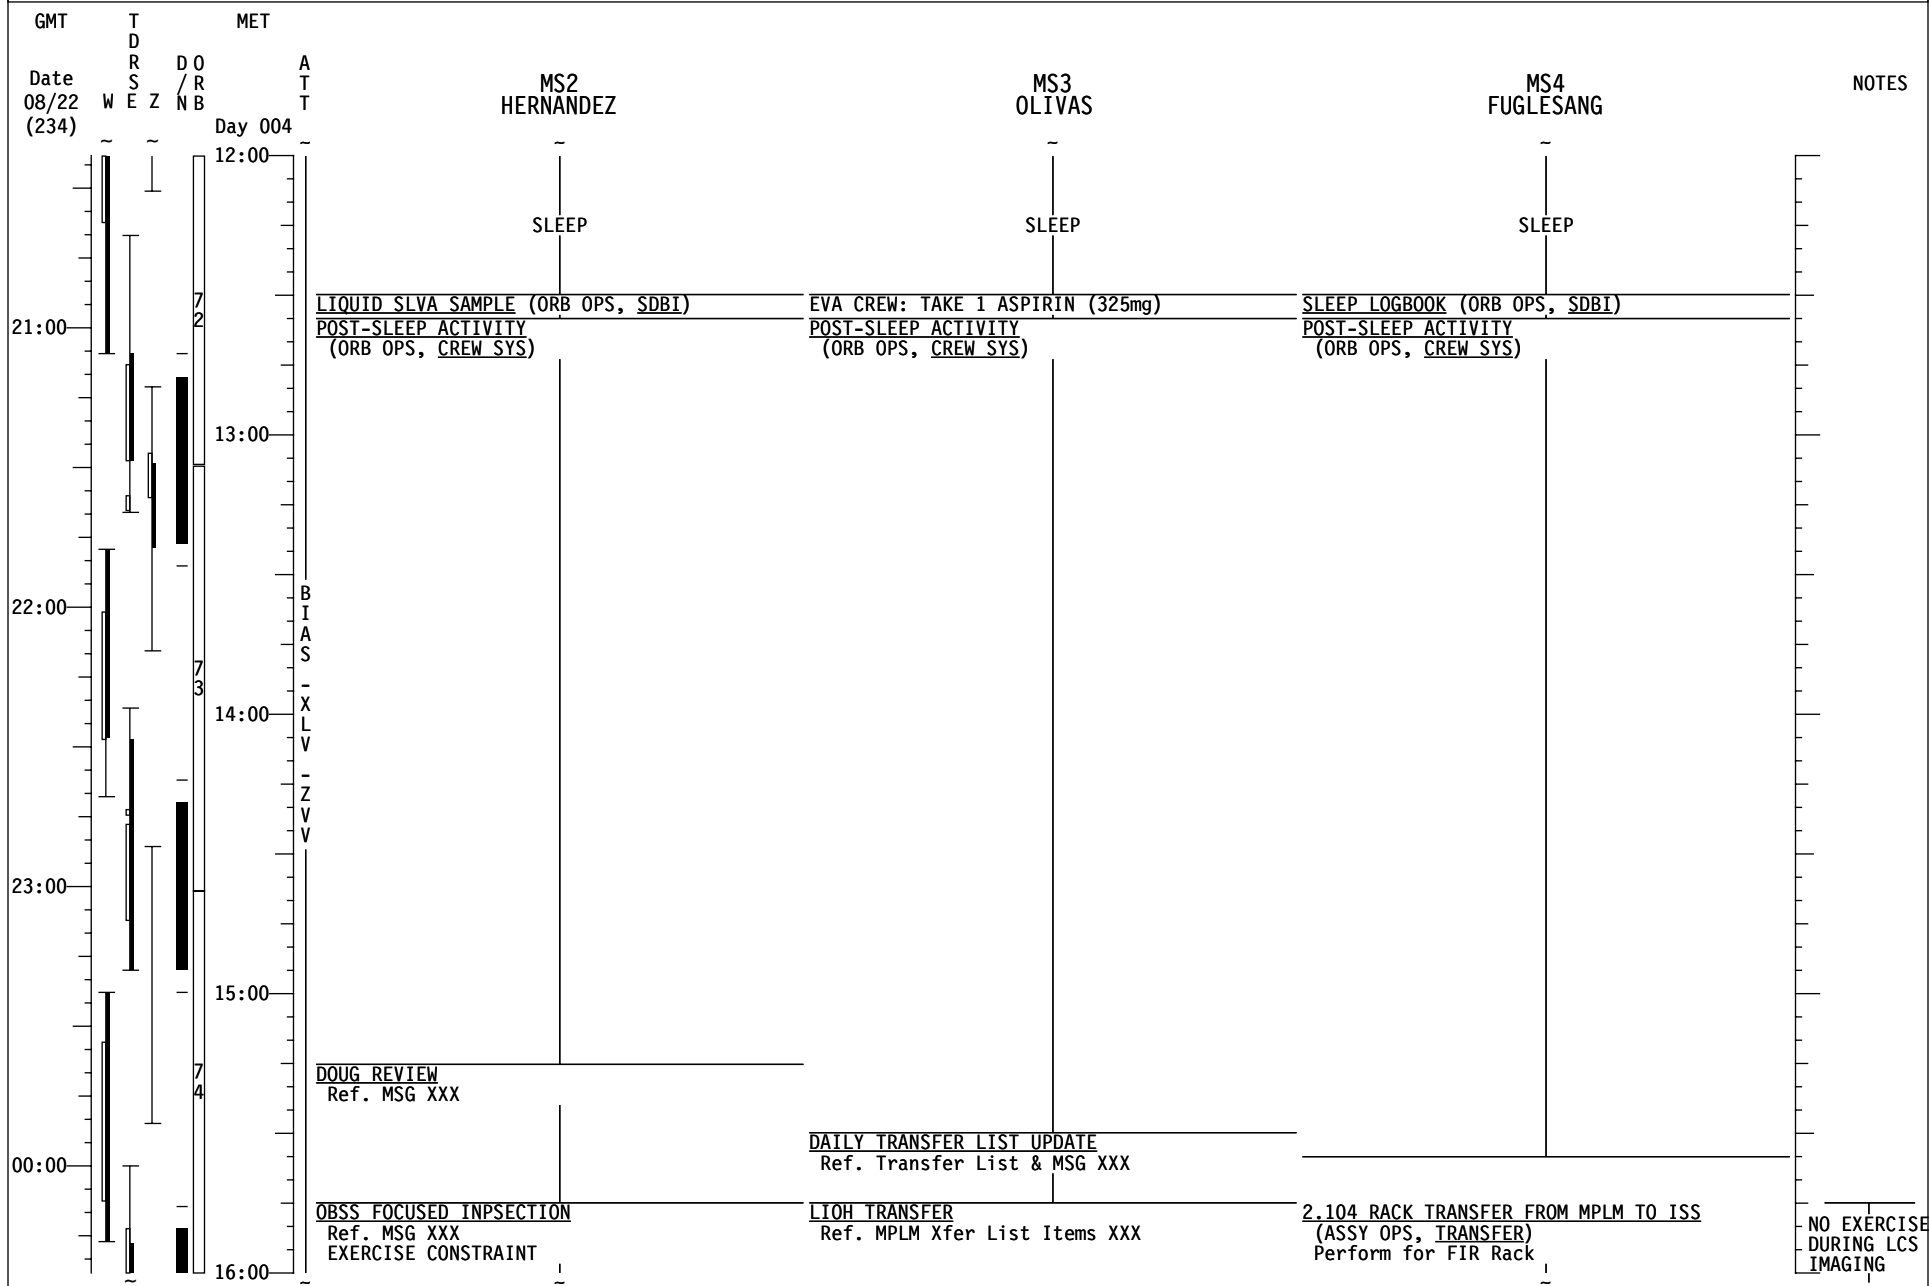 GMT
TDRS
MET
Date
08/22
(234)
W E Z
D/N
ORB
ATT
Day 004
MS2
HERNANDEZ
MS3
OLIVAS
MS4
FUGLESANG
NOTES
~ ~ ~ ~ ~ ~
12:00
SLEEP SLEEP SLEEP
72
LIQUID SLVA SAMPLE (ORB OPS, SDBI)
EVA CREW: TAKE 1 ASPIRIN (325mg)
SLEEP LOGBOOK (ORB OPS, SDBI)
21:00
POST-SLEEP ACTIVITY
(ORB OPS, CREW SYS)
POST-SLEEP ACTIVITY
(ORB OPS, CREW SYS)
POST-SLEEP ACTIVITY
(ORB OPS, CREW SYS)
13:00
22:00
BIAS -XLV -ZVV
73
14:00
23:00
15:00
74
DOUG REVIEW
Ref. MSG XXX
DAILY TRANSFER LIST UPDATE
Ref. Transfer List & MSG XXX
00:00
OBSS FOCUSED INPSECTION
Ref. MSG XXX
EXERCISE CONSTRAINT
LIOH TRANSFER
Ref. MPLM Xfer List Items XXX
2.104 RACK TRANSFER FROM MPLM TO ISS
(ASSY OPS, TRANSFER)
Perform for FIR Rack
NO EXERCISE
DURING LCS
IMAGING
16:00
~ ~ ~ ~ ~